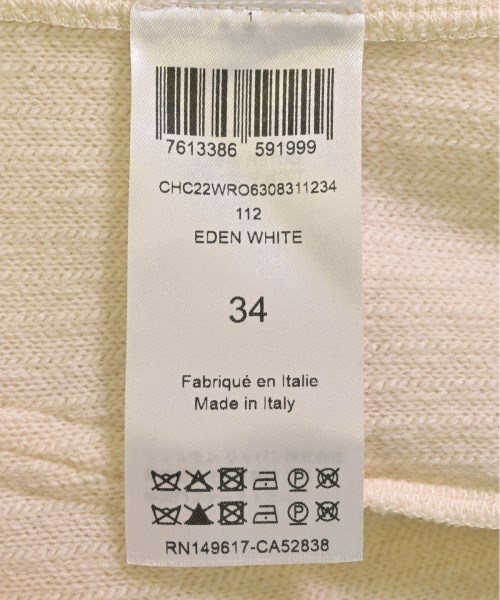 1
7613386 591999
CHC22WRO6308311234
112
EDEN WHITE
34
Fabriqué en Italie
Made in Italy
P
P
RN149617-CA52838